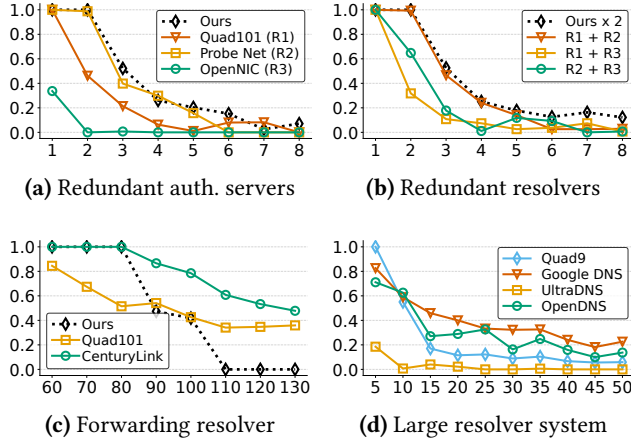 1.0
0.8
0.6
0.4
0.2
0.0
Ours
Quad101 (R1)
Probe Net (R2)
OpenNIC (R3)
1 2 3 4 5 6 7 8
(a) Redundant auth. servers
1.0
0.8
0.6
0.4
0.2
0.0
Ours x 2
R1 + R2
R1 + R3
R2 + R3
1 2 3 4 5 6 7 8
(b) Redundant resolvers
1.0
0.8
0.6
0.4
0.2
0.0
Ours
Quad101
CenturyLink
60 70 80 90 100 110 120 130
(c) Forwarding resolver
1.0
0.8
0.6
0.4
0.2
0.0
Quad9
Google DNS
UltraDNS
OpenDNS
5 10 15 20 25 30 35 40 45 50
(d) Large resolver system